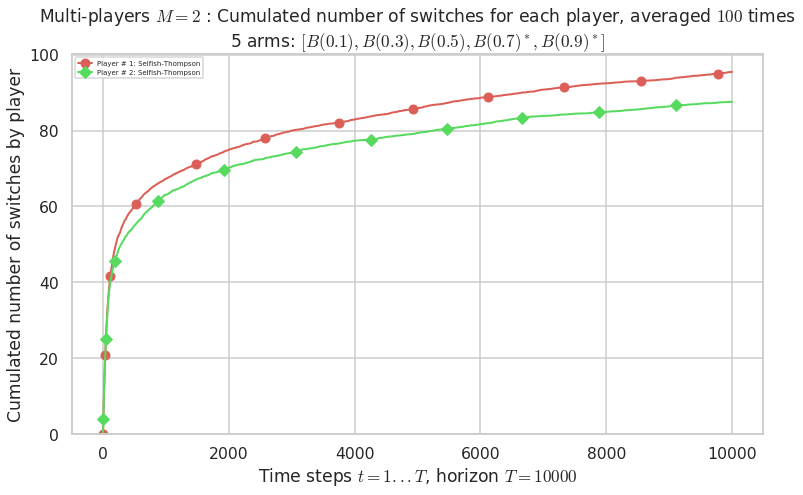 Multi-players M = 2 : Cumulated number of switches for each player, averaged 100 times
5 arms: [B(0.1), B(0.3), B(0.5), B(0.7)*, B(0.9)*]
Player # 1: Selfish-Thompson
Player # 2: Selfish-Thompson
Cumulated number of switches by player
100
80
60
40
20
0
0 2000 4000 6000 8000 10000
Time steps t = 1...T, horizon T = 10000